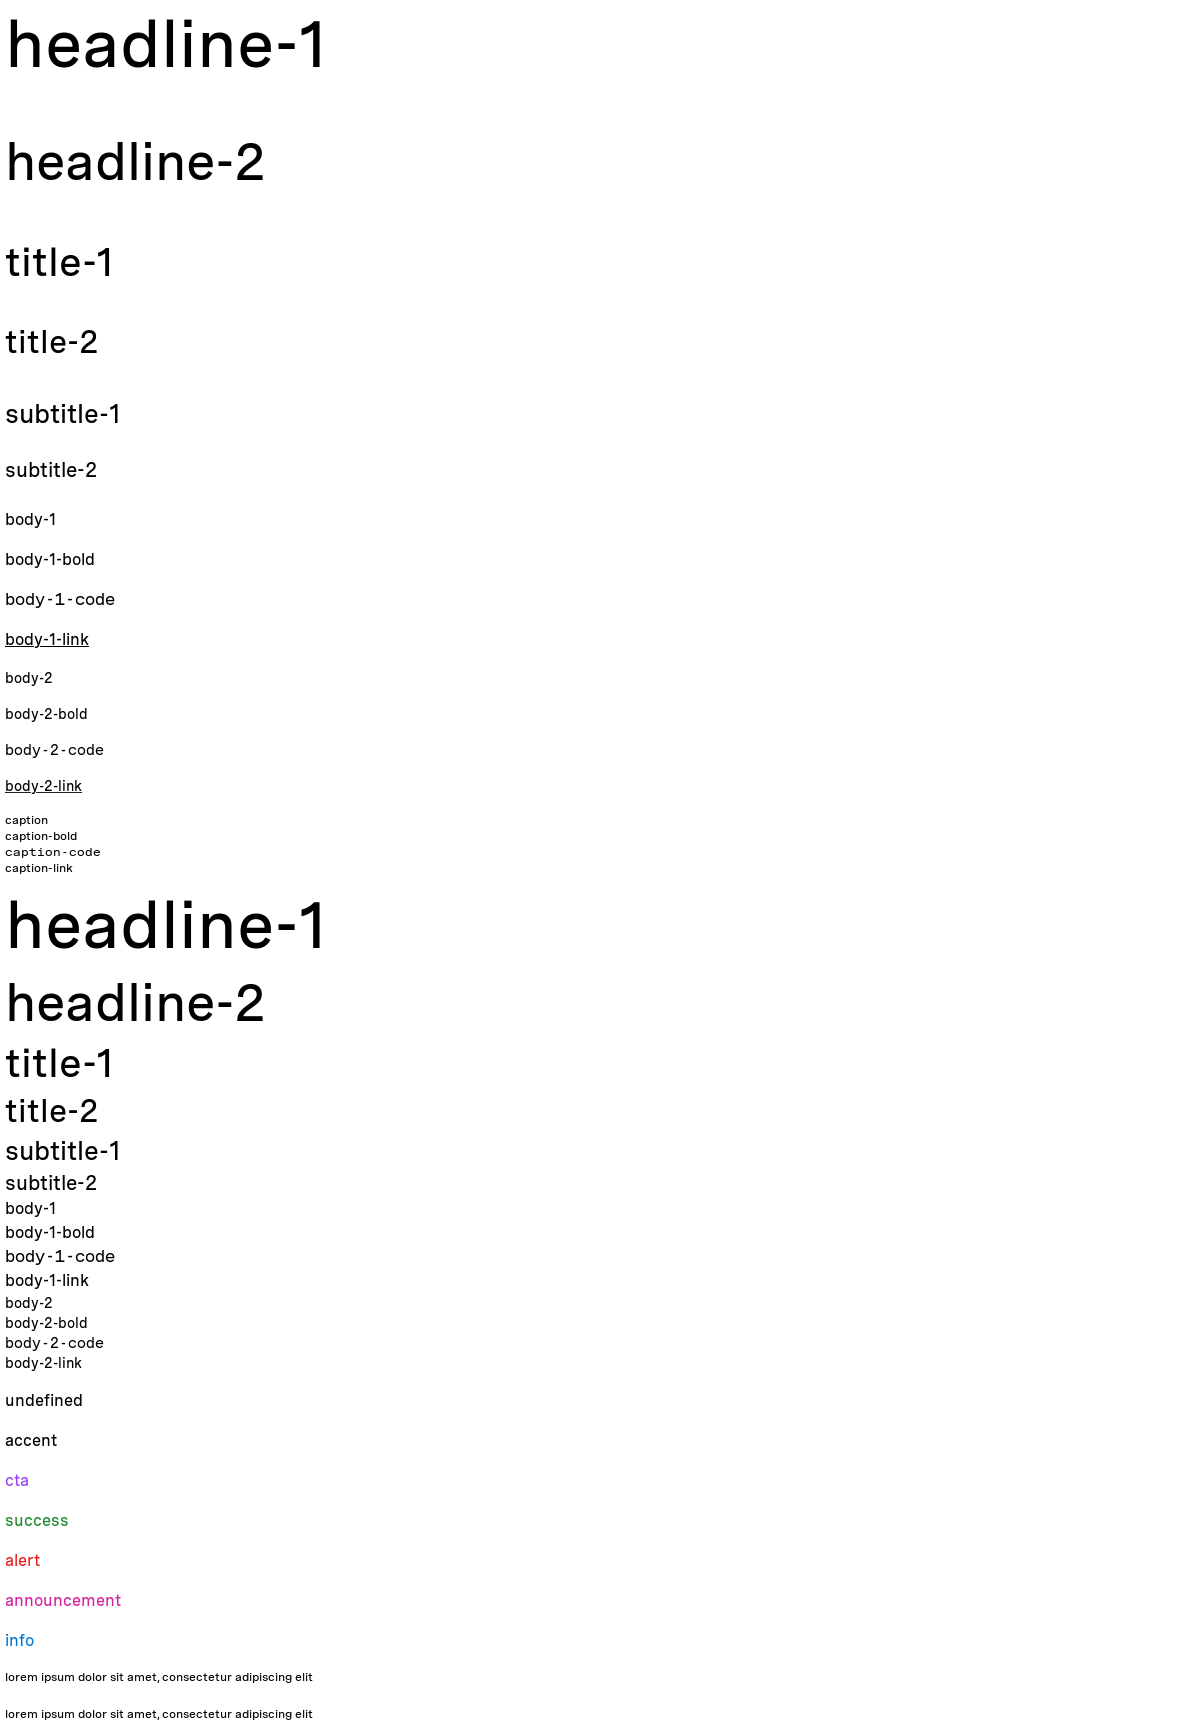 headline-1
headline-2
title-1
title-2
subtitle-1
subtitle-2
body-1
body-1-bold
body-1-code
body-1-link
body-2
body-2-bold
body-2-code
body-2-link
caption
caption-bold
caption-code
caption-link
headline-1
headline-2
title-1
title-2
subtitle-1
subtitle-2
body-1
body-1-bold
body-1-code
body-1-link
body-2
body-2-bold
body-2-code
body-2-link
undefined
accent
cta
success
alert
announcement
info
lorem ipsum dolor sit amet, consectetur adipiscing elit
lorem ipsum dolor sit amet, consectetur adipiscing elit